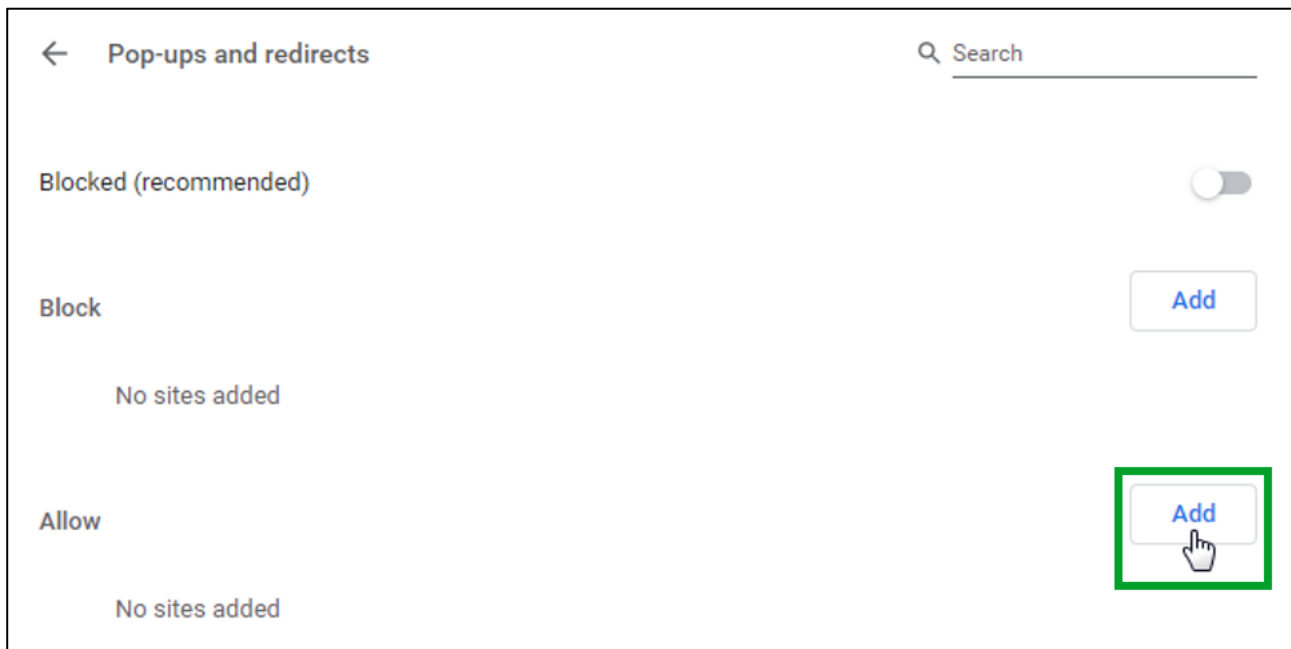 Pop-ups and redirects
Search
Blocked (recommended)
Block
Add
No sites added
Allow
Add
No sites added